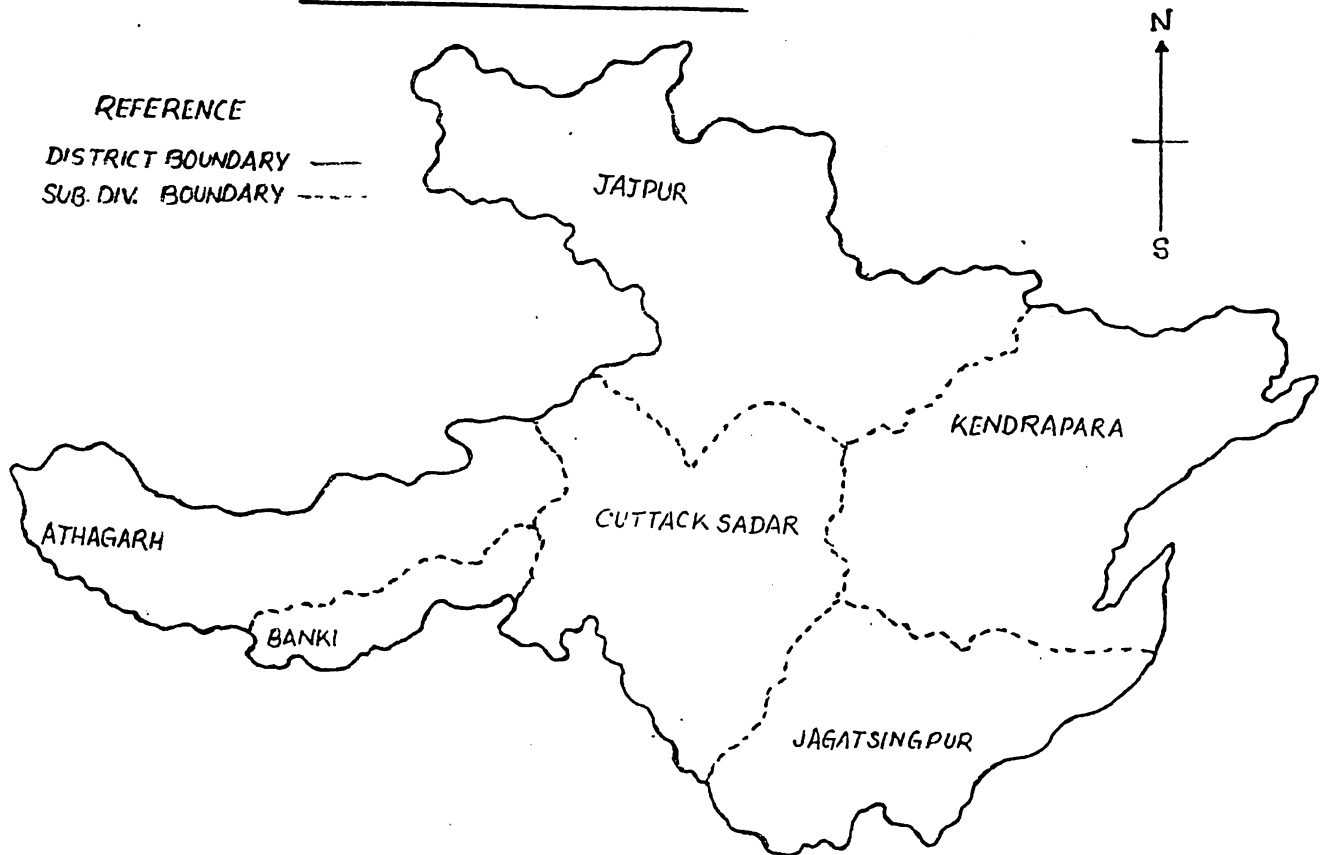 N
REFERENCE
DISTRICT BOUNDARY
SUB. DIV. BOUNDARY
JAJPUR
S
KENDRAPARA
CUTTACK SADAR
ATHAGARH
BANKI
JAGATSINGPUR